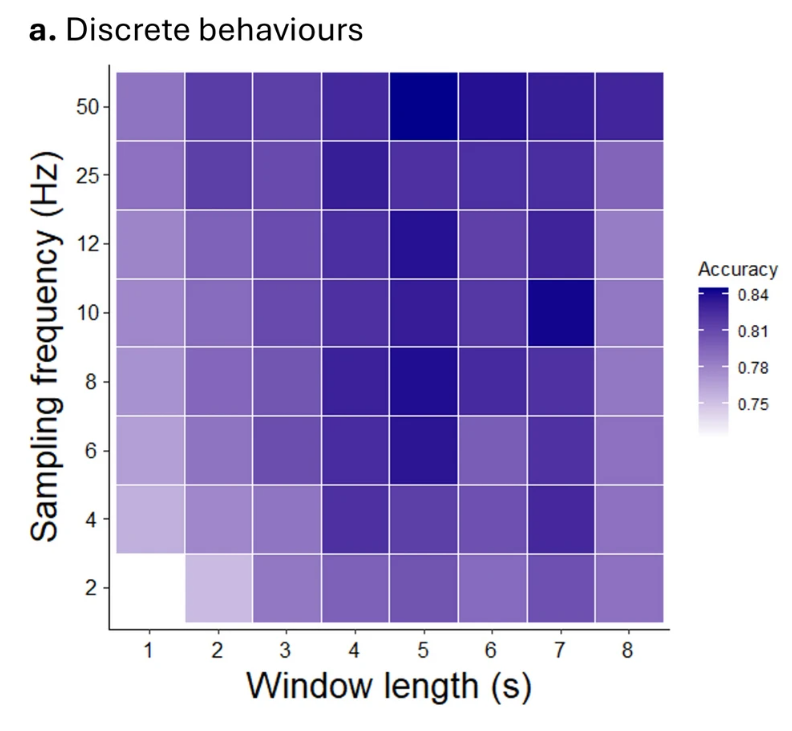 a. Discrete behaviours
Sampling frequency (Hz)
50
25
12
10
8
6
4
2
1 2 3 4 5 6 7 8
Window length (s)
Accuracy
0.84
0.81
0.78
0.75